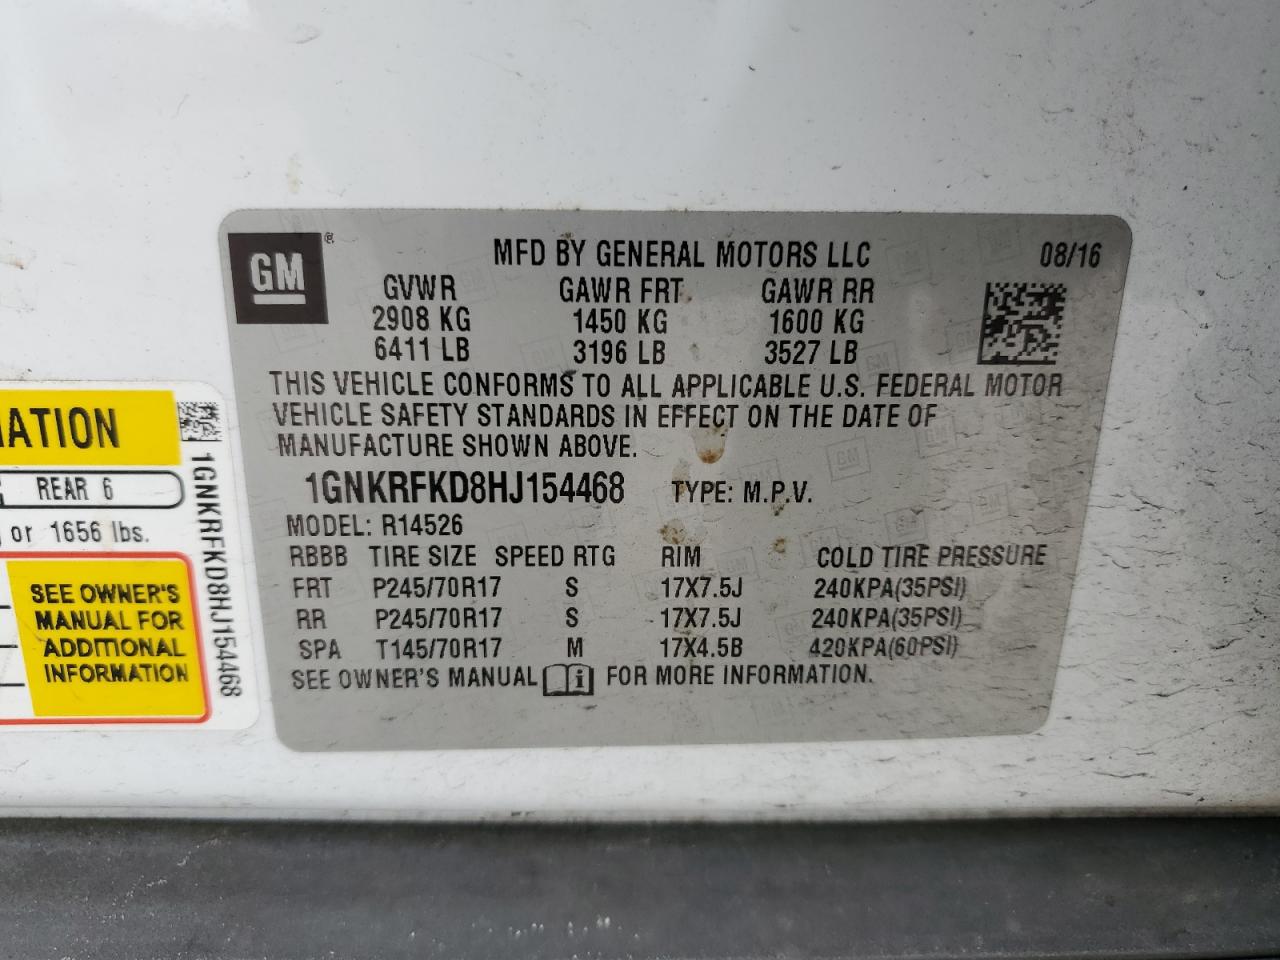 GM®
MFD BY GENERAL MOTORS LLC 08/16
GVWR GAWR FRT GAWR RR
2908 KG 1450 KG 1600 KG
6411 LB 3196 LB 3527 LB
THIS VEHICLE CONFORMS TO ALL APPLICABLE U.S. FEDERAL MOTOR
VEHICLE SAFETY STANDARDS IN EFFECT ON THE DATE OF
MANUFACTURE SHOWN ABOVE.
1GNKRFKD8HJ154468 TYPE: M.P.V.
MODEL: R14526
RBBB TIRE SIZE SPEED RTG RIM COLD TIRE PRESSURE
FRT P245/70R17 S 17X7.5J 240KPA(35PSI)
RR P245/70R17 S 17X7.5J 240KPA(35PSI)
SPA T145/70R17 M 17X4.5B 420KPA(60PSI)
SEE OWNER'S MANUAL FOR MORE INFORMATION.
MATION
REAR 6
or 1656 lbs.
SEE OWNER'S
MANUAL FOR
ADDITIONAL
INFORMATION
1GNKRFKD8HJ154468